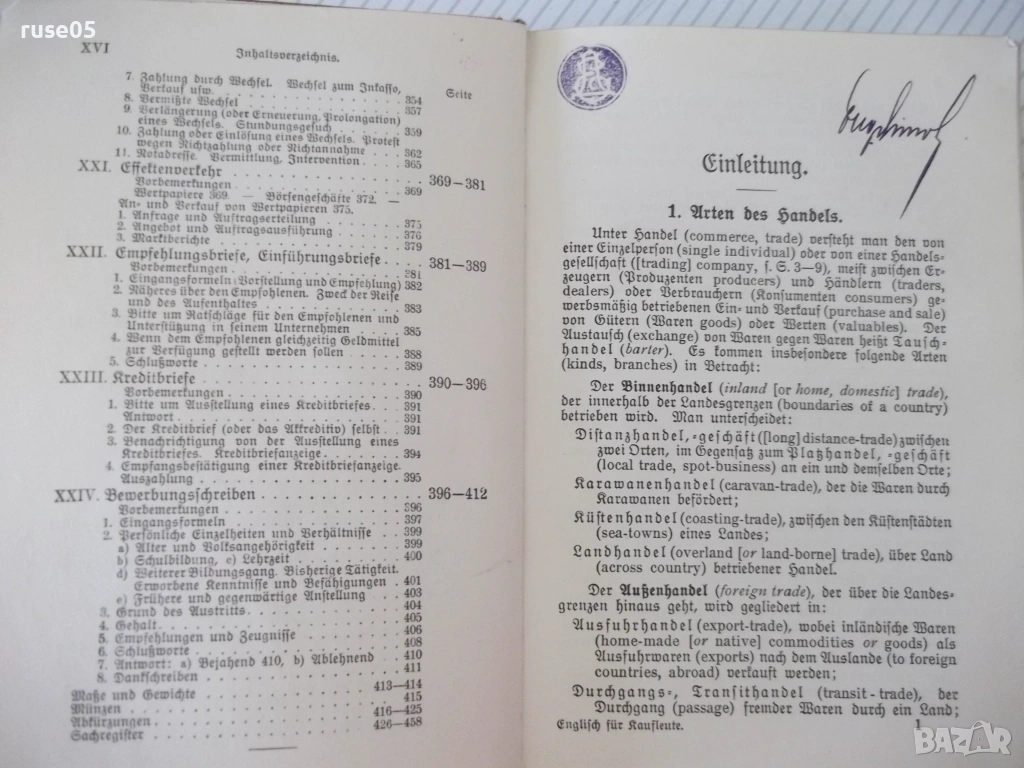 ruse05
XVI
Inhaltsverzeichnis.
Seite
7. Zahlung durch Wechsel. Wechsel zum Inkasso,
Verkauf usw. 354
8. Vermißte Wechsel 357
9. Verlängerung (oder Erneuerung, Prolongation)
eines Wechsels. Stundungsgesuch 359
10. Zahlung oder Einlösung eines Wechsels. Protest
wegen Nichtzahlung oder Nichtannahme 362
11. Notadresse. Vermittlung, Intervention 365
XXI. Effektenverkehr 369—381
Vorbemerkungen 369
Wertpapiere 369. — Börsengeschäfte 372. —
An- und Verkauf von Wertpapieren 375.
1. Anfrage und Auftragserteilung 375
2. Angebot und Auftragsausführung 376
3. Marktberichte 379
XXII. Empfehlungsbriefe, Einführungsbriefe 381—389
Vorbemerkungen 381
1. Eingangsformeln (Vorstellung und Empfehlung) 382
2. Näheres über den Empfohlenen. Zweck der Reise
und des Aufenthaltes 383
3. Bitte um Ratschläge für den Empfohlenen und
Unterstützung in seinem Unternehmen 385
4. Wenn dem Empfohlenen gleichzeitig Geldmittel
zur Verfügung gestellt werden sollen 388
5. Schlußworte 389
XXIII. Kreditbriefe 390—396
Vorbemerkungen 390
1. Bitte um Ausstellung eines Kreditbriefes 391
Antwort 391
2. Der Kreditbrief (oder das Akkreditio) selbst 391
3. Benachrichtigung von der Ausstellung eines
Kreditbriefes. Kreditbriefanzeige 394
4. Empfangsbestätigung einer Kreditbriefanzeige.
Auszahlung 395
XXIV. Bewerbungsschreiben 396—412
Vorbemerkungen 396
1. Eingangsformeln 397
2. Persönliche Einzelheiten und Verhältnisse 399
a) Alter und Volksangehörigkeit 399
b) Schulbildung, c) Lehrzeit 400
d) Weiterer Bildungsgang. Bisherige Tätigkeit.
Erworbene Kenntnisse und Befähigungen 401
e) Frühere und gegenwärtige Anstellung 403
3. Grund des Austritts 404
4. Gehalt 405
5. Empfehlungen und Zeugnisse 406
6. Schlußworte 408
7. Antwort: a) Bejahend 410, b) Ablehnend 410
8. Dankschreiben 411
Maße und Gewichte 413—414
Münzen 415
Abkürzungen 416—425
Sachregister 426—458
Einleitung.
1. Arten des Handels.
Unter Handel (commerce, trade) versteht man den von
einer Einzelperson (single individual) oder von einer Handels-
gesellschaft ([trading] company, s. S. 3—9), meist zwischen Er-
zeugern (Produzenten producers) und Händlern (traders,
dealers) oder Verbrauchern (Konsumenten consumers) ge-
werbsmäßig betriebenen Ein- und Verkauf (purchase and sale)
von Gütern (Waren goods) oder Werten (valuables). Der
Austausch (exchange) von Waren gegen Waren heißt Tausch-
handel (barter). Es kommen insbesondere folgende Arten
(kinds, branches) in Betracht:
Der Binnenhandel (inland [or home, domestic] trade),
der innerhalb der Landesgrenzen (boundaries of a country)
betrieben wird. Man unterscheidet:
Distanzhandel, -geschäft ([long] distance-trade) zwischen
zwei Orten, im Gegensatz zum Platzhandel, -geschäft
(local trade, spot-business) an ein und demselben Orte;
Karawanenhandel (caravan-trade), der die Waren durch
Karawanen befördert;
Küstenhandel (coasting-trade), zwischen den Küstenstädten
(sea-towns) eines Landes;
Landhandel (overland [or land-borne] trade), über Land
(across country) betriebener Handel.
Der Außenhandel (foreign trade), der über die Landes-
grenzen hinaus geht, wird gegliedert in:
Ausfuhrhandel (export-trade), wobei inländische Waren
(home-made [or native] commodities or goods) als
Ausfuhrwaren (exports) nach dem Auslande (to foreign
countries, abroad) verkauft werden;
Durchgangs-, Transithandel (transit-trade), der
Durchgang (passage) fremder Waren durch ein Land;
Englisch für Kaufleute. 1
BAZAR